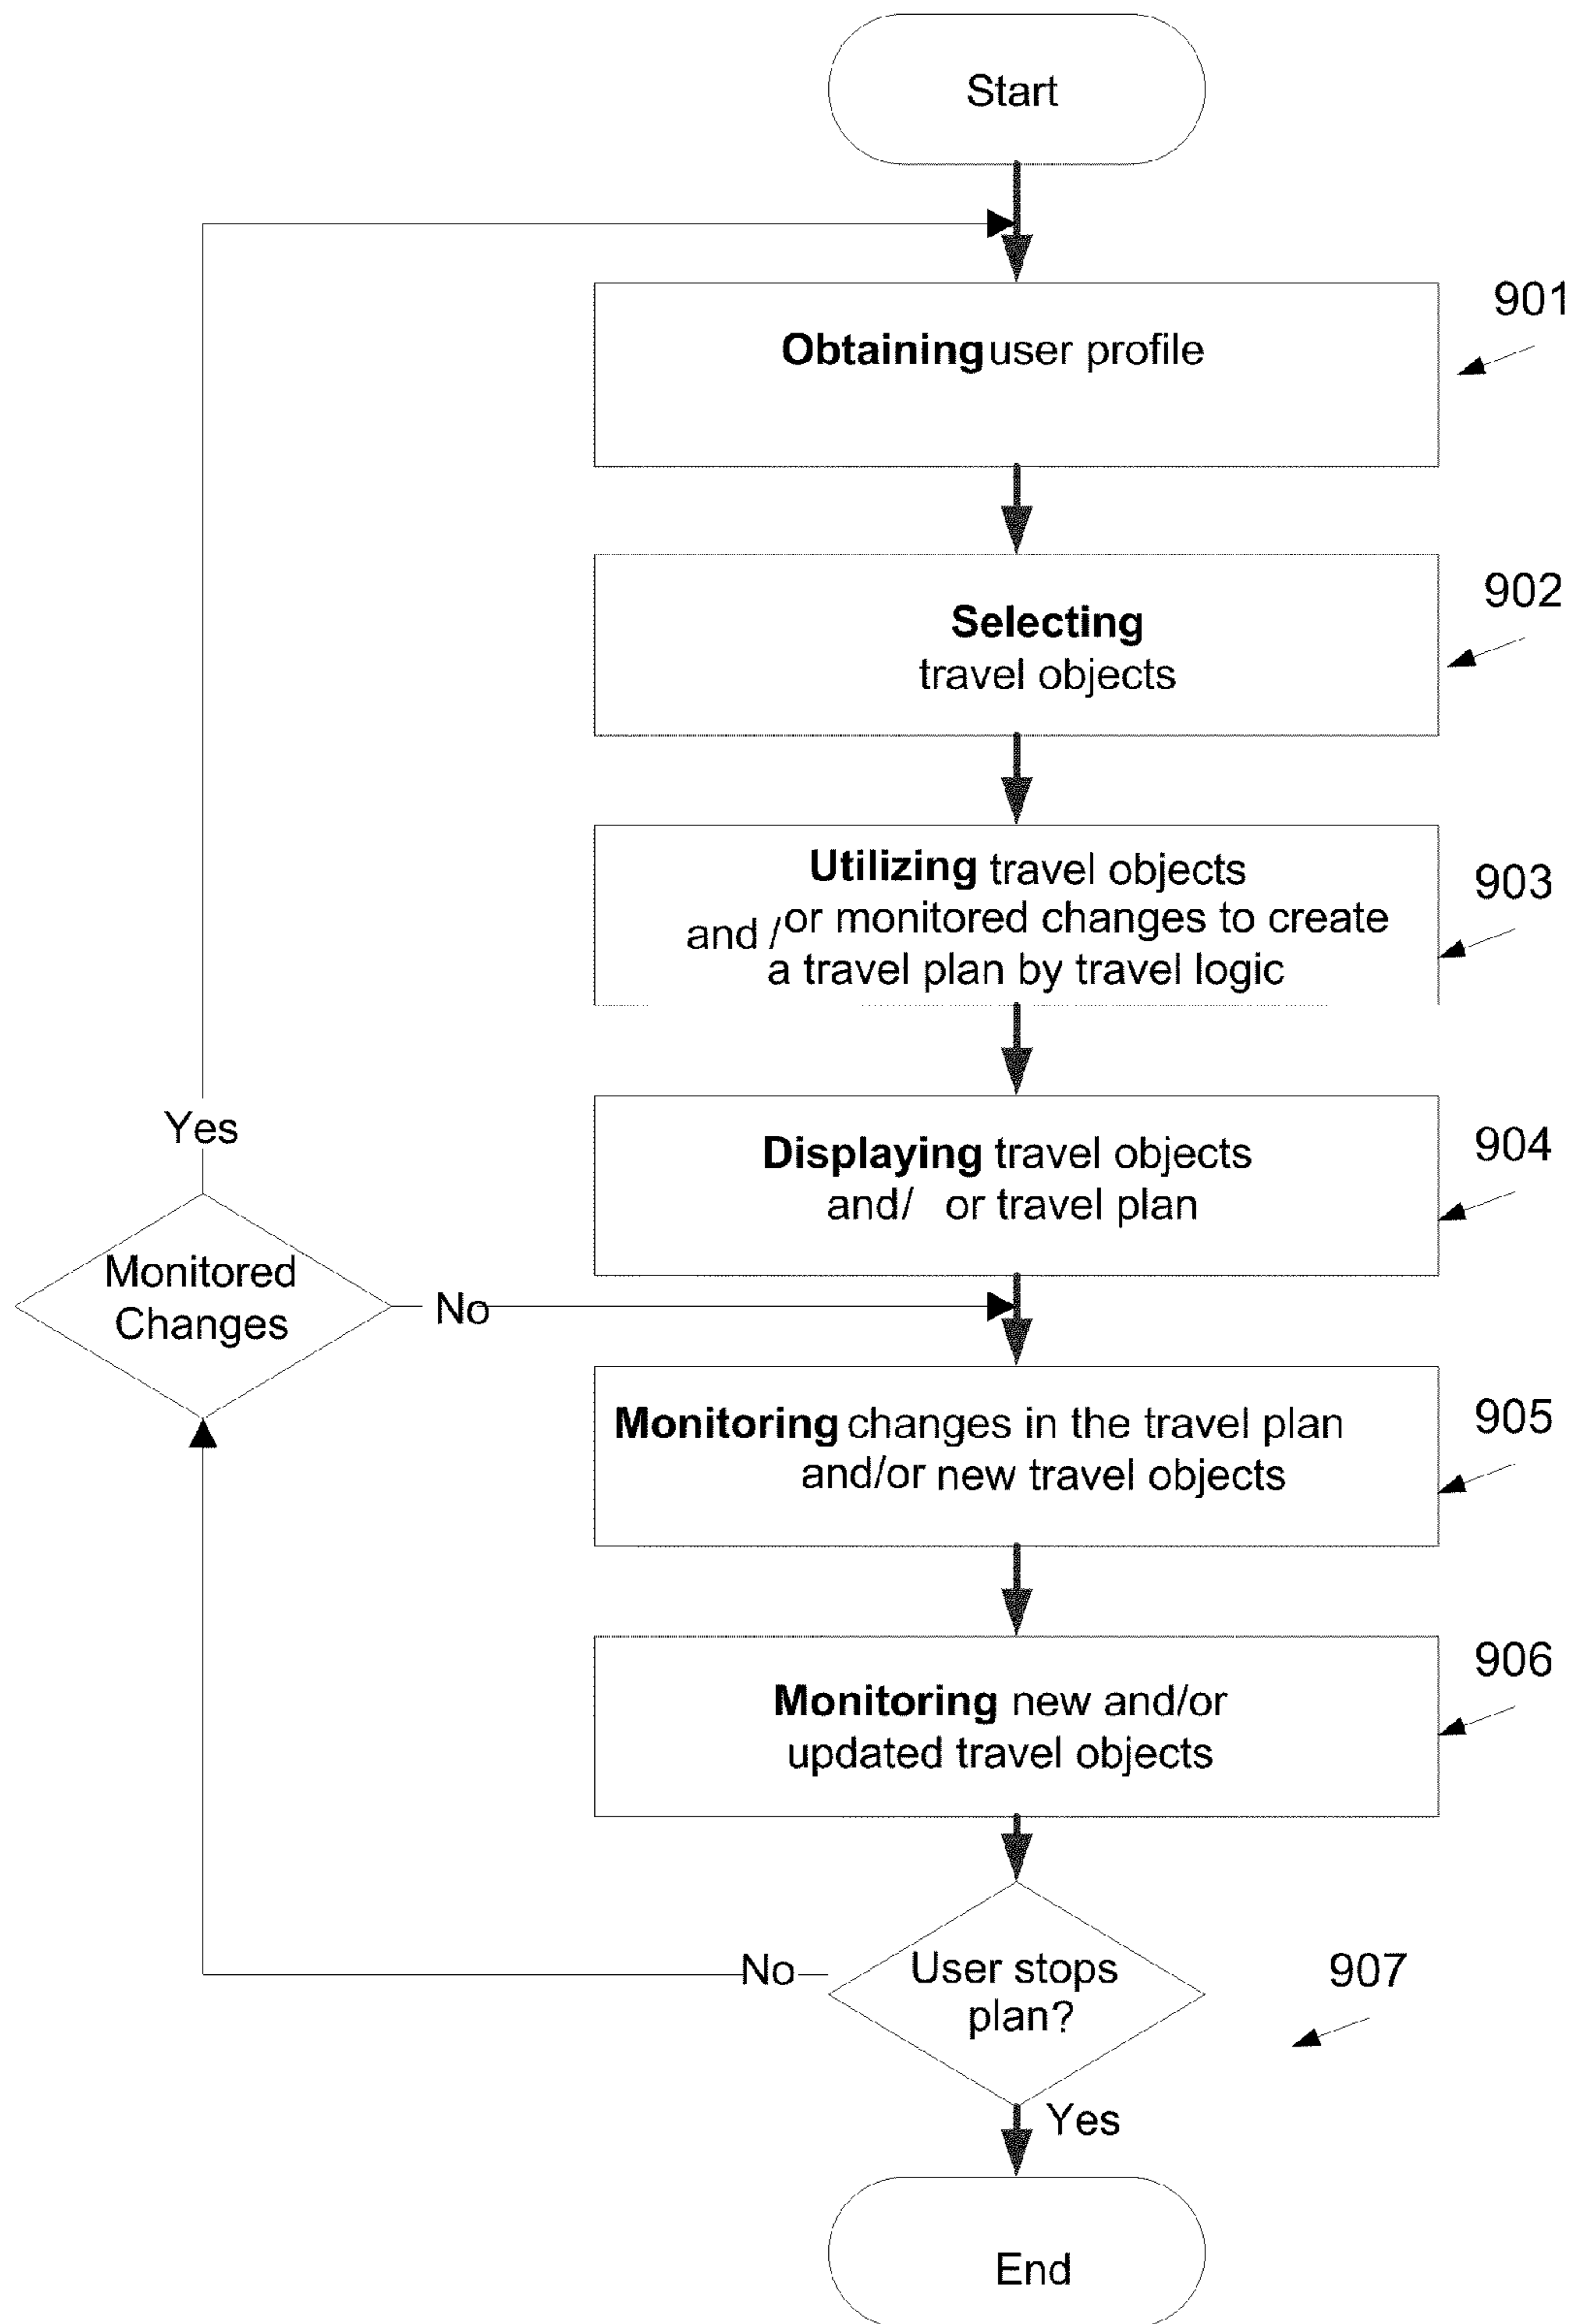 Start
901
Obtaining user profile
902
Selecting
travel objects
903
Utilizing travel objects
and / or monitored changes to create
a travel plan by travel logic
Yes
904
Displaying travel objects
and/ or travel plan
Monitored
Changes
No
905
Monitoring changes in the travel plan
and/or new travel objects
906
Monitoring new and/or
updated travel objects
No
User stops
plan?
907
Yes
End